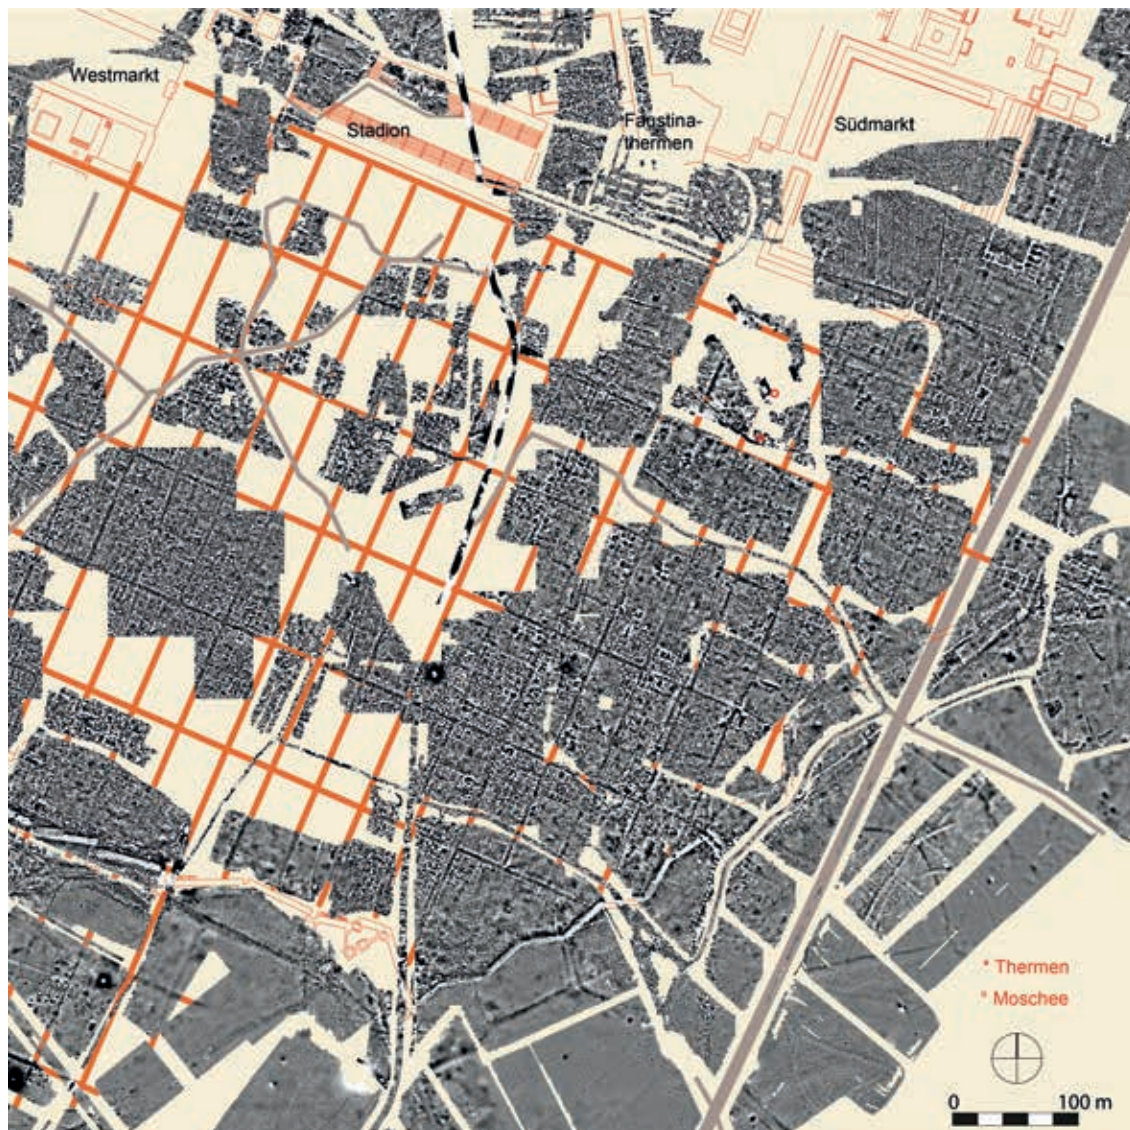 Westmarkt
Stadion
Faustina-
thermen
Südmarkt
* Thermen
° Moschee
0 100 m